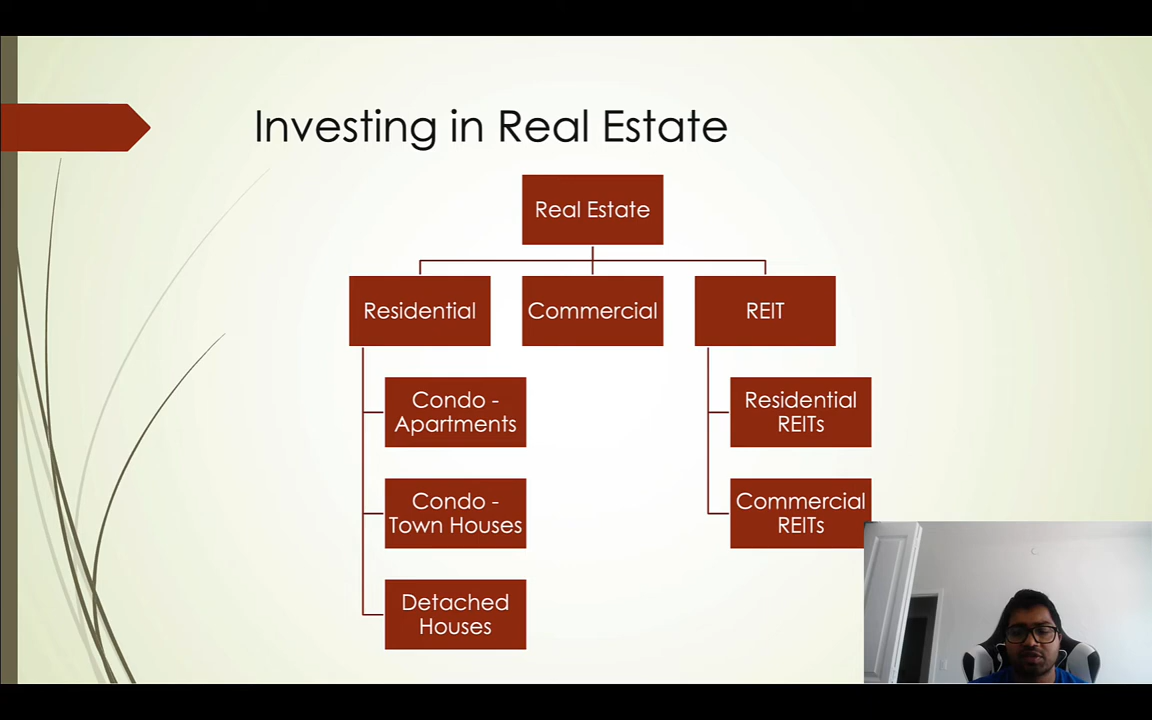 Investing in Real Estate
Real Estate
Residential
Commercial
REIT
Condo -
Apartments
Residential
REITs
Condo -
Town Houses
Commercial
REITs
Detached
Houses